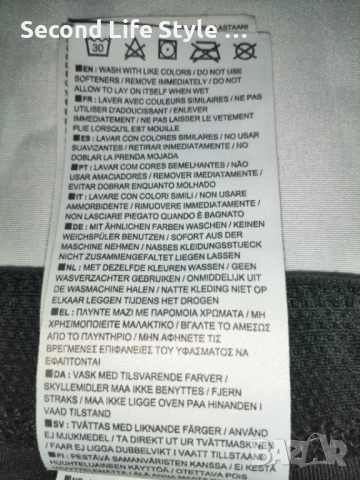 Second Life Style
ELASTAANI
30
EN: WASH WITH LIKE COLORS / DO NOT USE
SOFTENERS / REMOVE IMMEDIATELY / DO NOT
ALLOW TO LAY ON ITSELF WHEN WET
FR: LAVER AVEC COULEURS SIMILAIRES / NE PAS
UTILISER D'ADOUCISSANT / ENLEVER
IMMEDIATEMENT / NE PAS LAISSER LE VETEMENT
PLIE LORSQU'IL EST MOUILLE
ES: LAVAR CON COLORES SIMILARES / NO USAR
SUAVIZANTES / RETIRAR INMEDIATAMENTE / NO
DOBLAR LA PRENDA MOJADA
PT: LAVAR COM CORES SEMELHANTES / NÃO
USAR AMACIADORES / REMOVER IMEDIATAMENTE /
EVITAR DOBRAR ENQUANTO MOLHADO
IT: LAVARE CON COLORI SIMILI / NON USARE
AMMORBIDENTE / RIMUOVERE IMMEDIATAMENTE /
NON LASCIARE PIEGATO QUANDO È BAGNATO
DE: MIT ÄHNLICHEN FARBEN WASCHEN / KEINEN
WEICHSPÜLER BENUTZEN / SOFORT AUS DER
MASCHINE NEHMEN / NASSES KLEIDUNGSSTUECK
NICHT ZUSAMMENGEFALTET LIEGEN LASSEN
NL: MET DEZELFDE KLEUREN WASSEN / GEEN
WASVERZACHTER GEBRUIKEN / ONMIDDELIJK UIT
DE WASMACHINE HALEN / NATTE KLEDING NIET OP
ELKAAR LEGGEN TIJDENS HET DROGEN
EL: ΠΛΥΝΤΕ ΜΑΖΙ ΜΕ ΠΑΡΟΜΟΙΑ ΧΡΩΜΑΤΑ / ΜΗ
ΧΡΗΣΙΜΟΠΟΙΕΙΤΕ ΜΑΛΑΚΤΙΚΟ / ΒΓΑΛΤΕ ΤΟ ΑΜΕΣΩΣ
ΑΠΟ ΤΟ ΠΛΥΝΤΗΡΙΟ / ΜΗΝ ΑΦΗΝΕΤΕ ΤΙΣ
ΒΡΕΓΜΕΝΕΣ ΕΠΙΦΑΝΕΙΕΣ ΤΟΥ ΥΦΑΣΜΑΤΟΣ ΝΑ
ΕΦΑΠΤΟΝΤΑΙ
DA: VASK MED TILSVARENDE FARVER /
SKYLLEMIDLER MAA IKKE BENYTTES / FJERN
STRAKS / MAA IKKE LIGGE OVEN PAA HINANDEN I
VAAD TILSTAND
SV: TVÄTTAS MED LIKNANDE FÄRGER / ANVÄND
EJ MJUKMEDEL / TA DIREKT UT UR TVÄTTMASKINEN
/ FAR EJ LIGGA DUBBELVIKT I VAATT TILLSTAND
FI: PESTÄVÄ SAMANVÄRISTEN KANSSA / EI KESTÄ
HUUHTELUAINEEN KÄYTTÖÄ / OTETTAVA POIS